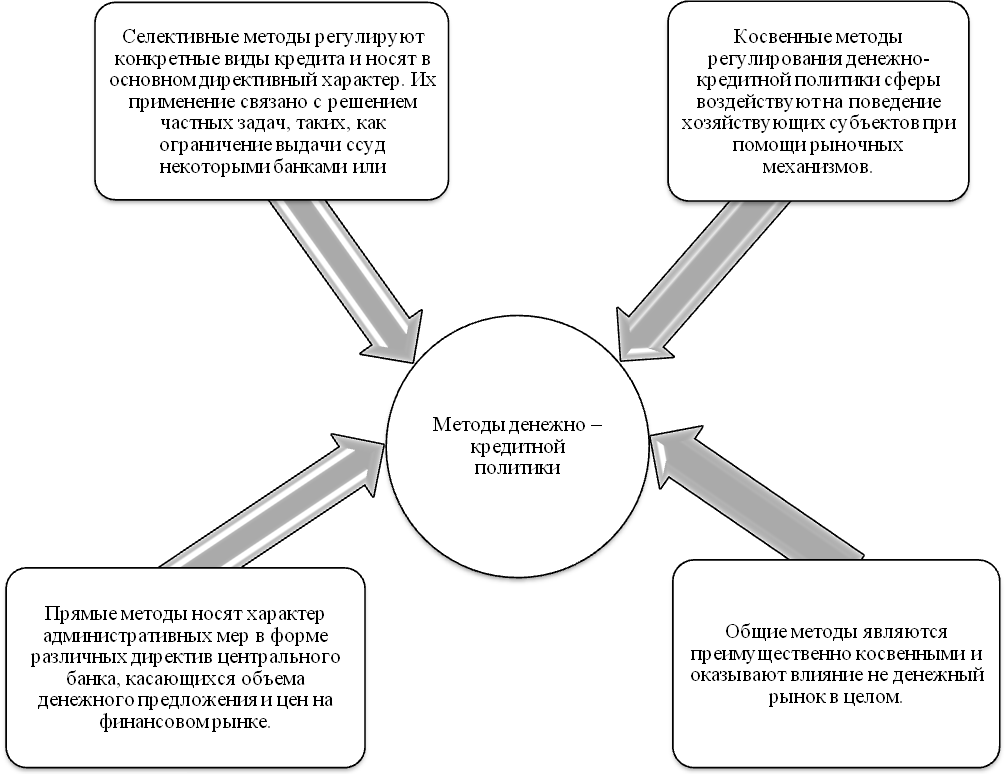 Селективные методы регулируют
конкретные виды кредита и носят в
основном директивный характер. Их
применение связано с решением
частных задач, таких, как
ограничение выдачи ссуд
некоторыми банками или
Косвенные методы
регулирования денежно-
кредитной политики сферы
воздействуют на поведение
хозяйствующих субъектов при
помощи рыночных
механизмов.
Методы денежно –
кредитной
политики
Прямые методы носят характер
административных мер в форме
различных директив центрального
банка, касающихся объема
денежного предложения и цен на
финансовом рынке.
Общие методы являются
преимущественно косвенными и
оказывают влияние не денежный
рынок в целом.